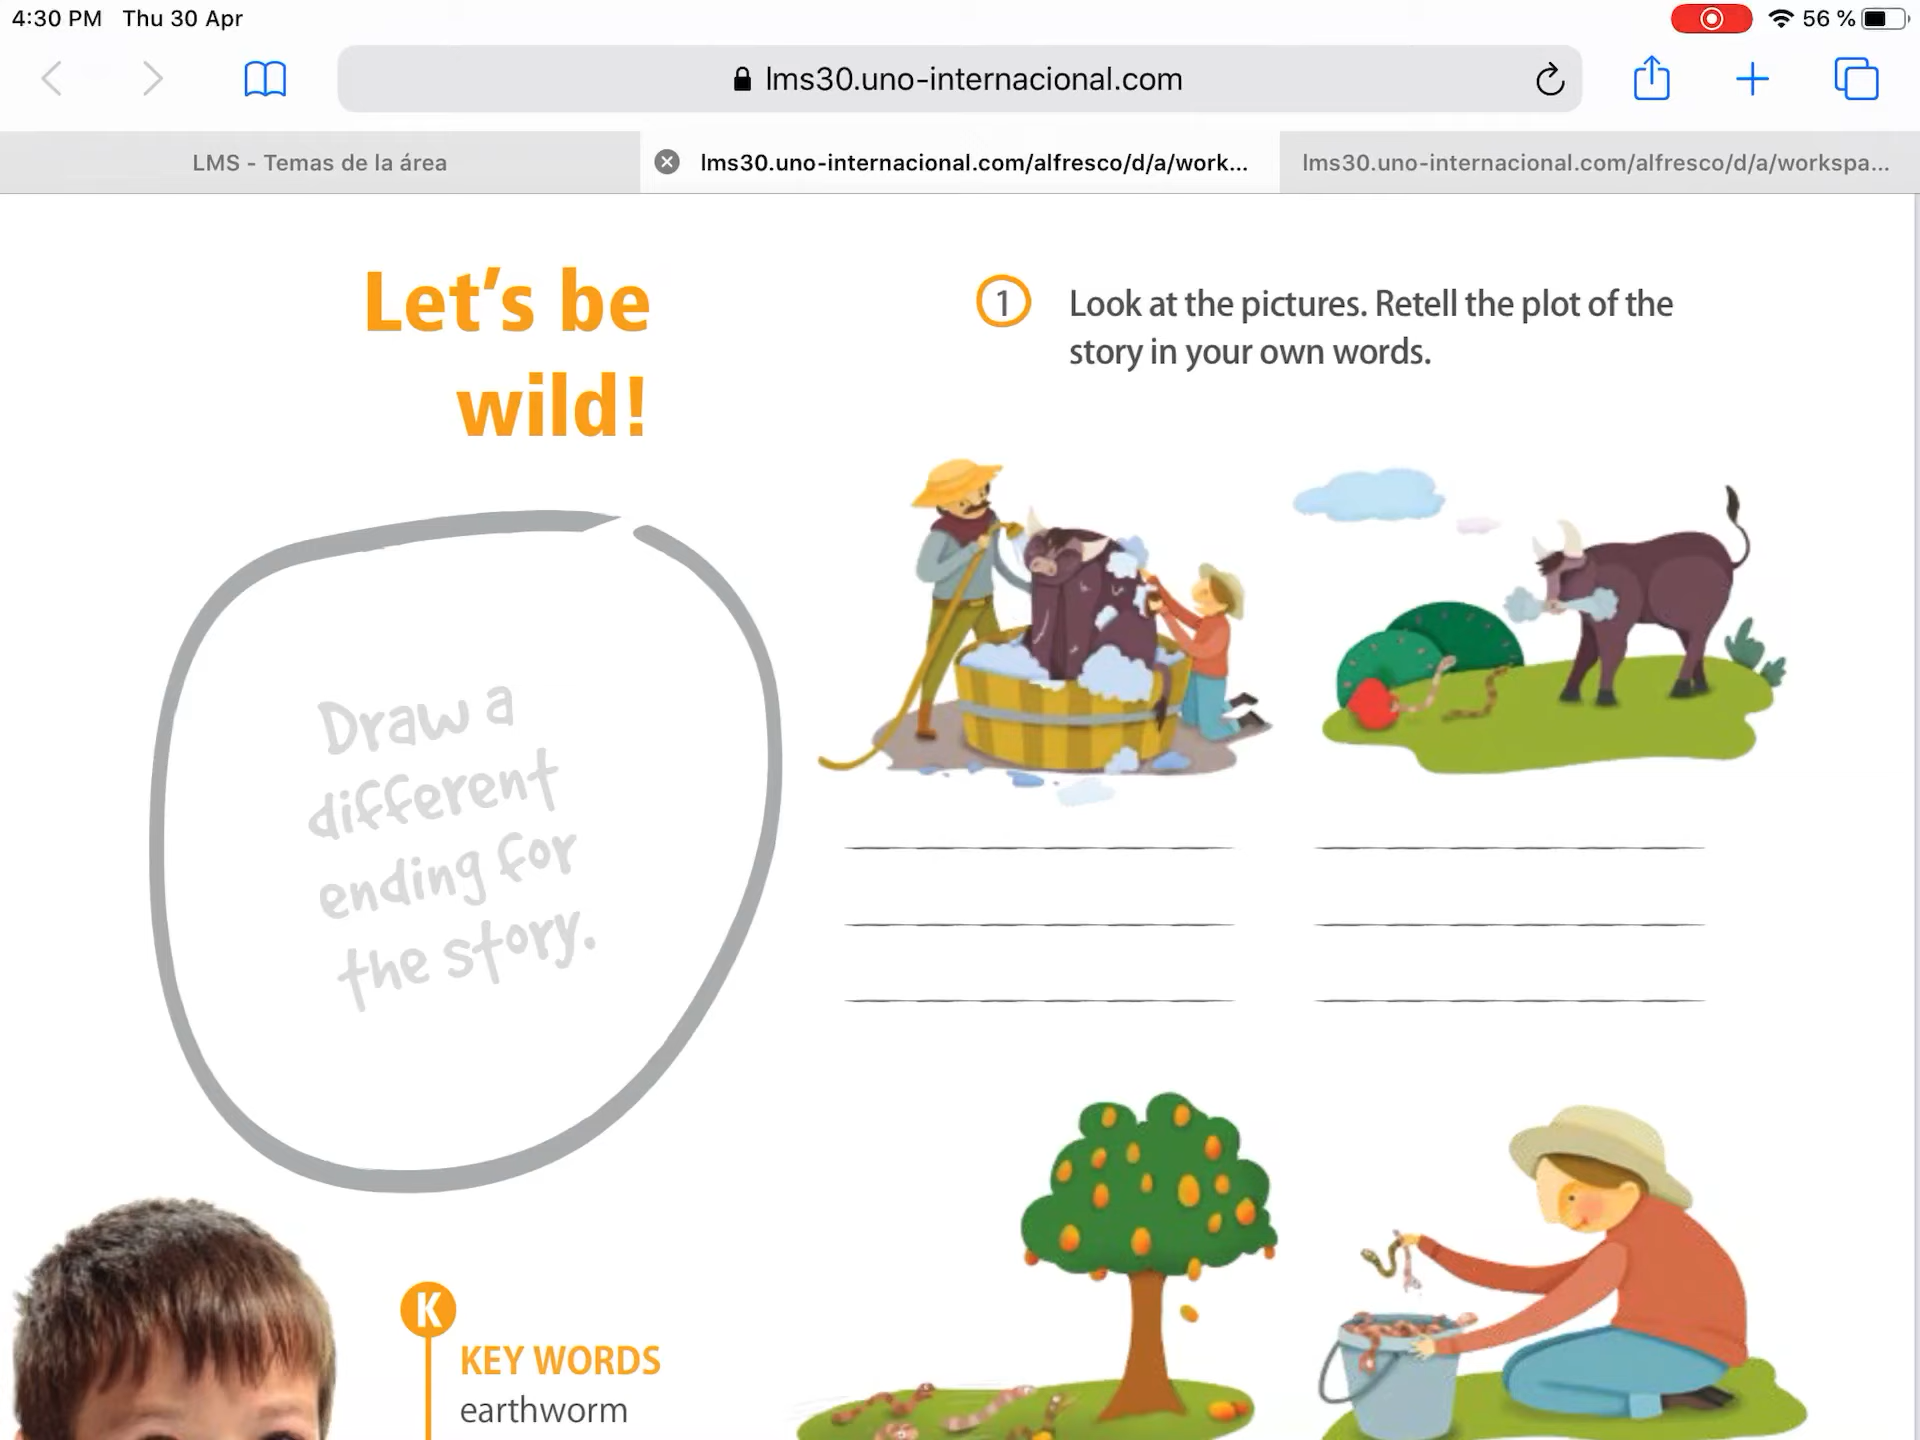 4:30 PM Thu 30 Apr
56 %
lms30.uno-internacional.com
LMS - Temas de la área
lms30.uno-internacional.com/alfresco/d/a/work...
lms30.uno-internacional.com/alfresco/d/a/workspa...
Let's be
wild!
1 Look at the pictures. Retell the plot of the
story in your own words.
Draw a
different
ending for
the story.
K
KEY WORDS
earthworm